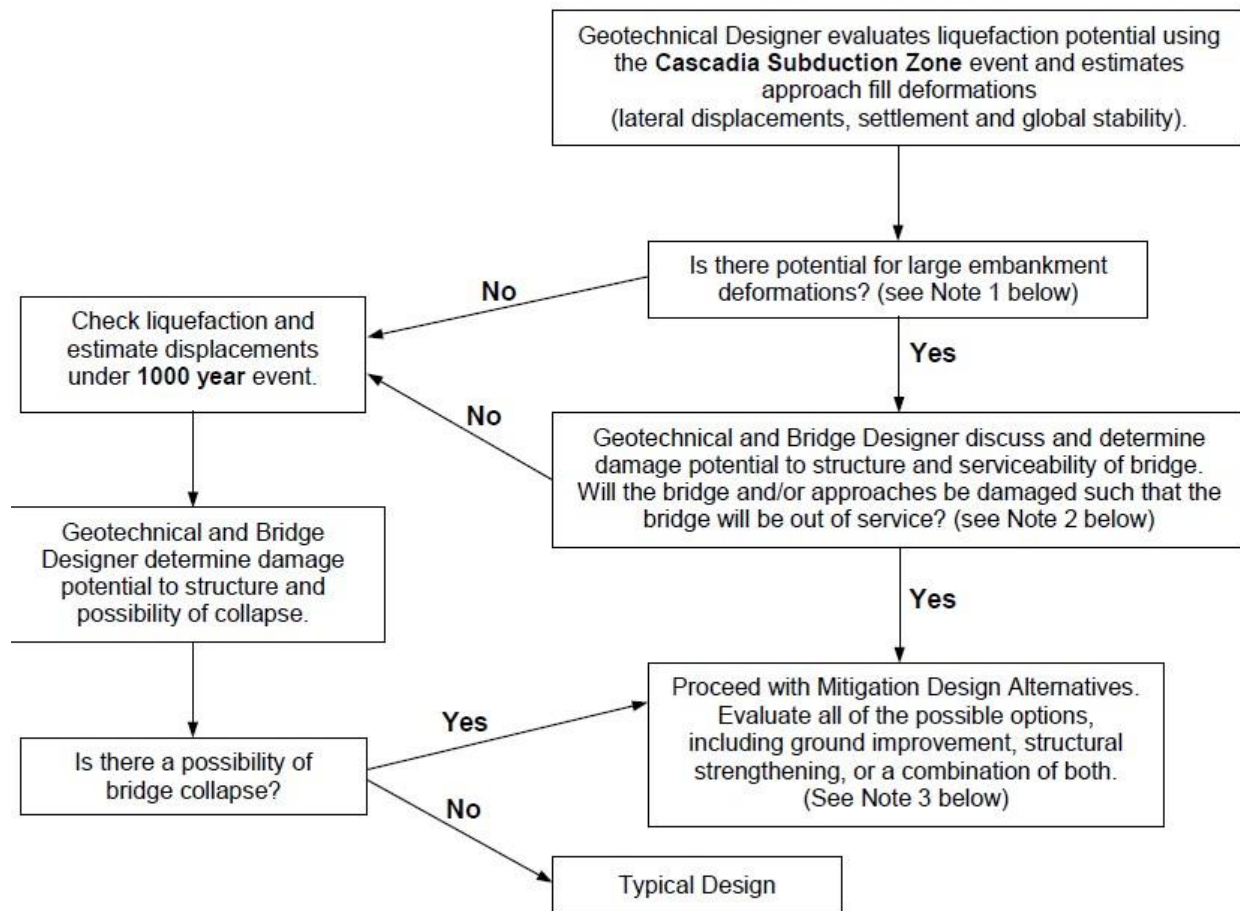 Geotechnical Designer evaluates liquefaction potential using
the Cascadia Subduction Zone event and estimates
approach fill deformations
(lateral displacements, settlement and global stability).
Is there potential for large embankment
deformations? (see Note 1 below)
No
Yes
Check liquefaction and
estimate displacements
under 1000 year event.
No
Geotechnical and Bridge Designer discuss and determine
damage potential to structure and serviceability of bridge.
Will the bridge and/or approaches be damaged such that the
bridge will be out of service? (see Note 2 below)
Yes
Geotechnical and Bridge
Designer determine damage
potential to structure and
possibility of collapse.
Is there a possibility of
bridge collapse?
Yes
No
Proceed with Mitigation Design Alternatives.
Evaluate all of the possible options,
including ground improvement, structural
strengthening, or a combination of both.
(See Note 3 below)
Typical Design